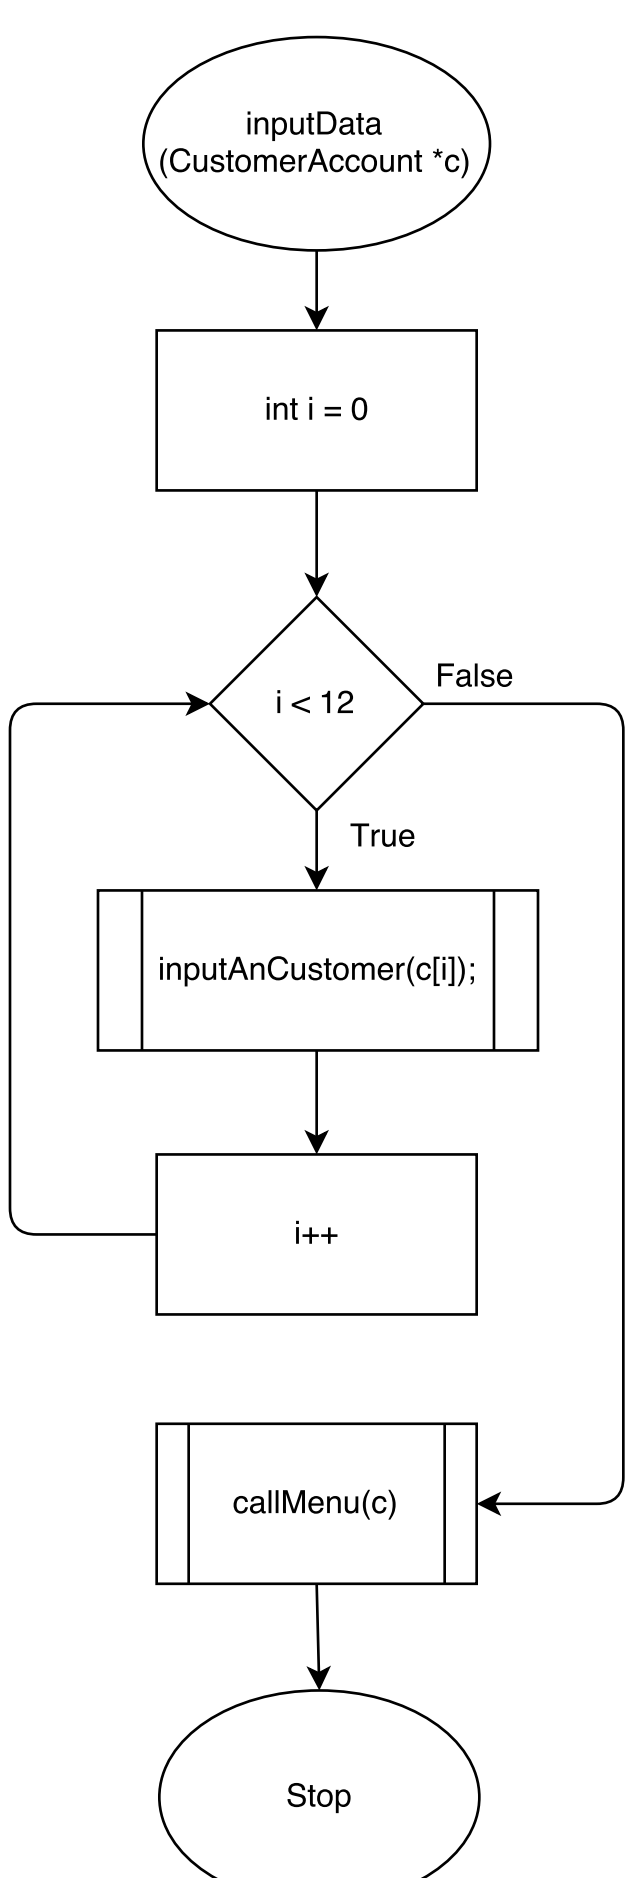 inputData
(CustomerAccount *c)
int i = 0
i < 12
False
True
inputAnCustomer(c[i]);
i++
callMenu(c)
Stop